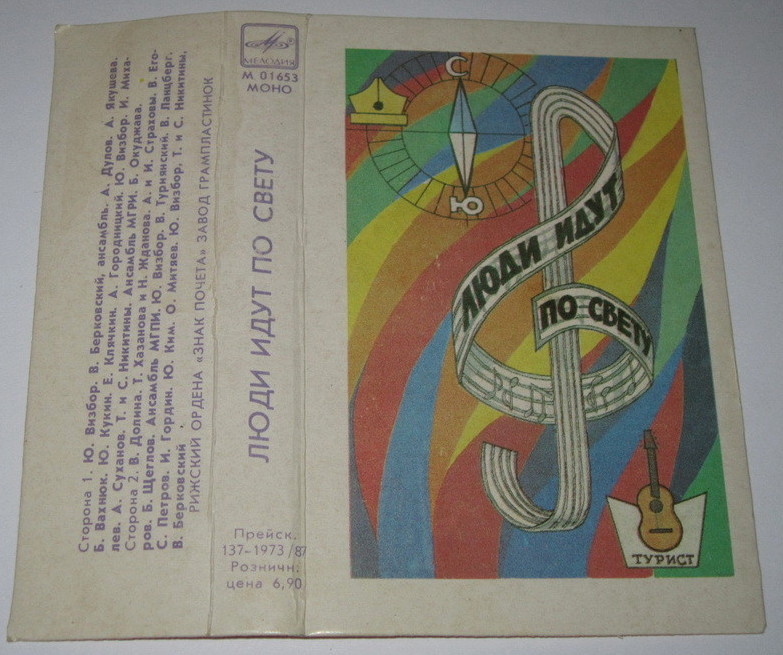 Сторона 1. Ю. Визбор. В. Берковский, ансамбль. А. Дулов. А. Якушева.
Б. Вахнюк. Ю. Кукин. Е. Клячкин. А. Городницкий. Ю. Визбор. И. Миха-
лев. А. Суханов. Т. и С. Никитины. Ансамбль МГРИ. Б. Окуджава.
Сторона 2. В. Долина. Т. Хазанова и Н. Жданова. А. и И. Страховы. В. Его-
ров. Б. Щеглов. Ансамбль МГПИ. Ю. Визбор. В. Туриянский. В. Ланцберг.
С. Петров. И. Гордин. Ю. Ким. О. Митяев. Ю. Визбор, Т. и С. Никитины,
В. Берковский
РИЖСКИЙ ОРДЕНА «ЗНАК ПОЧЕТА» ЗАВОД ГРАМПЛАСТИНОК
МЕЛОДИЯ
М 01653
МОНО
ЛЮДИ ИДУТ ПО СВЕТУ
Прейск.
137-1973/87
Розничн.
цена 6,90
С
Ю
ЛЮДИ ИДУТ
ПО СВЕТУ
ТУРИСТ